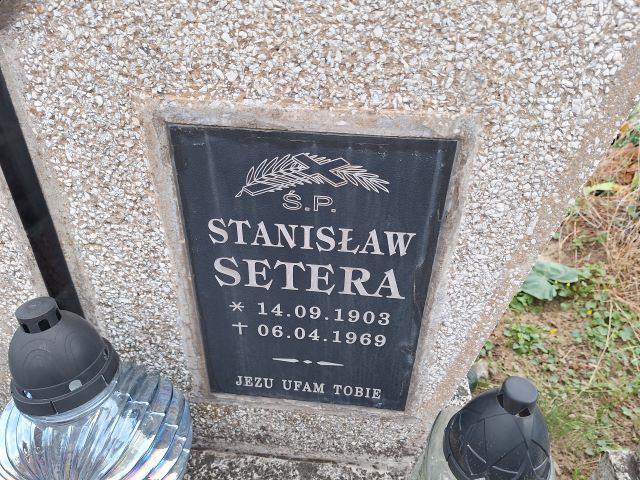 Ś.P.
STANISŁAW
SETERA
* 14.09.1903
† 06.04.1969
JEZU UFAM TOBIE